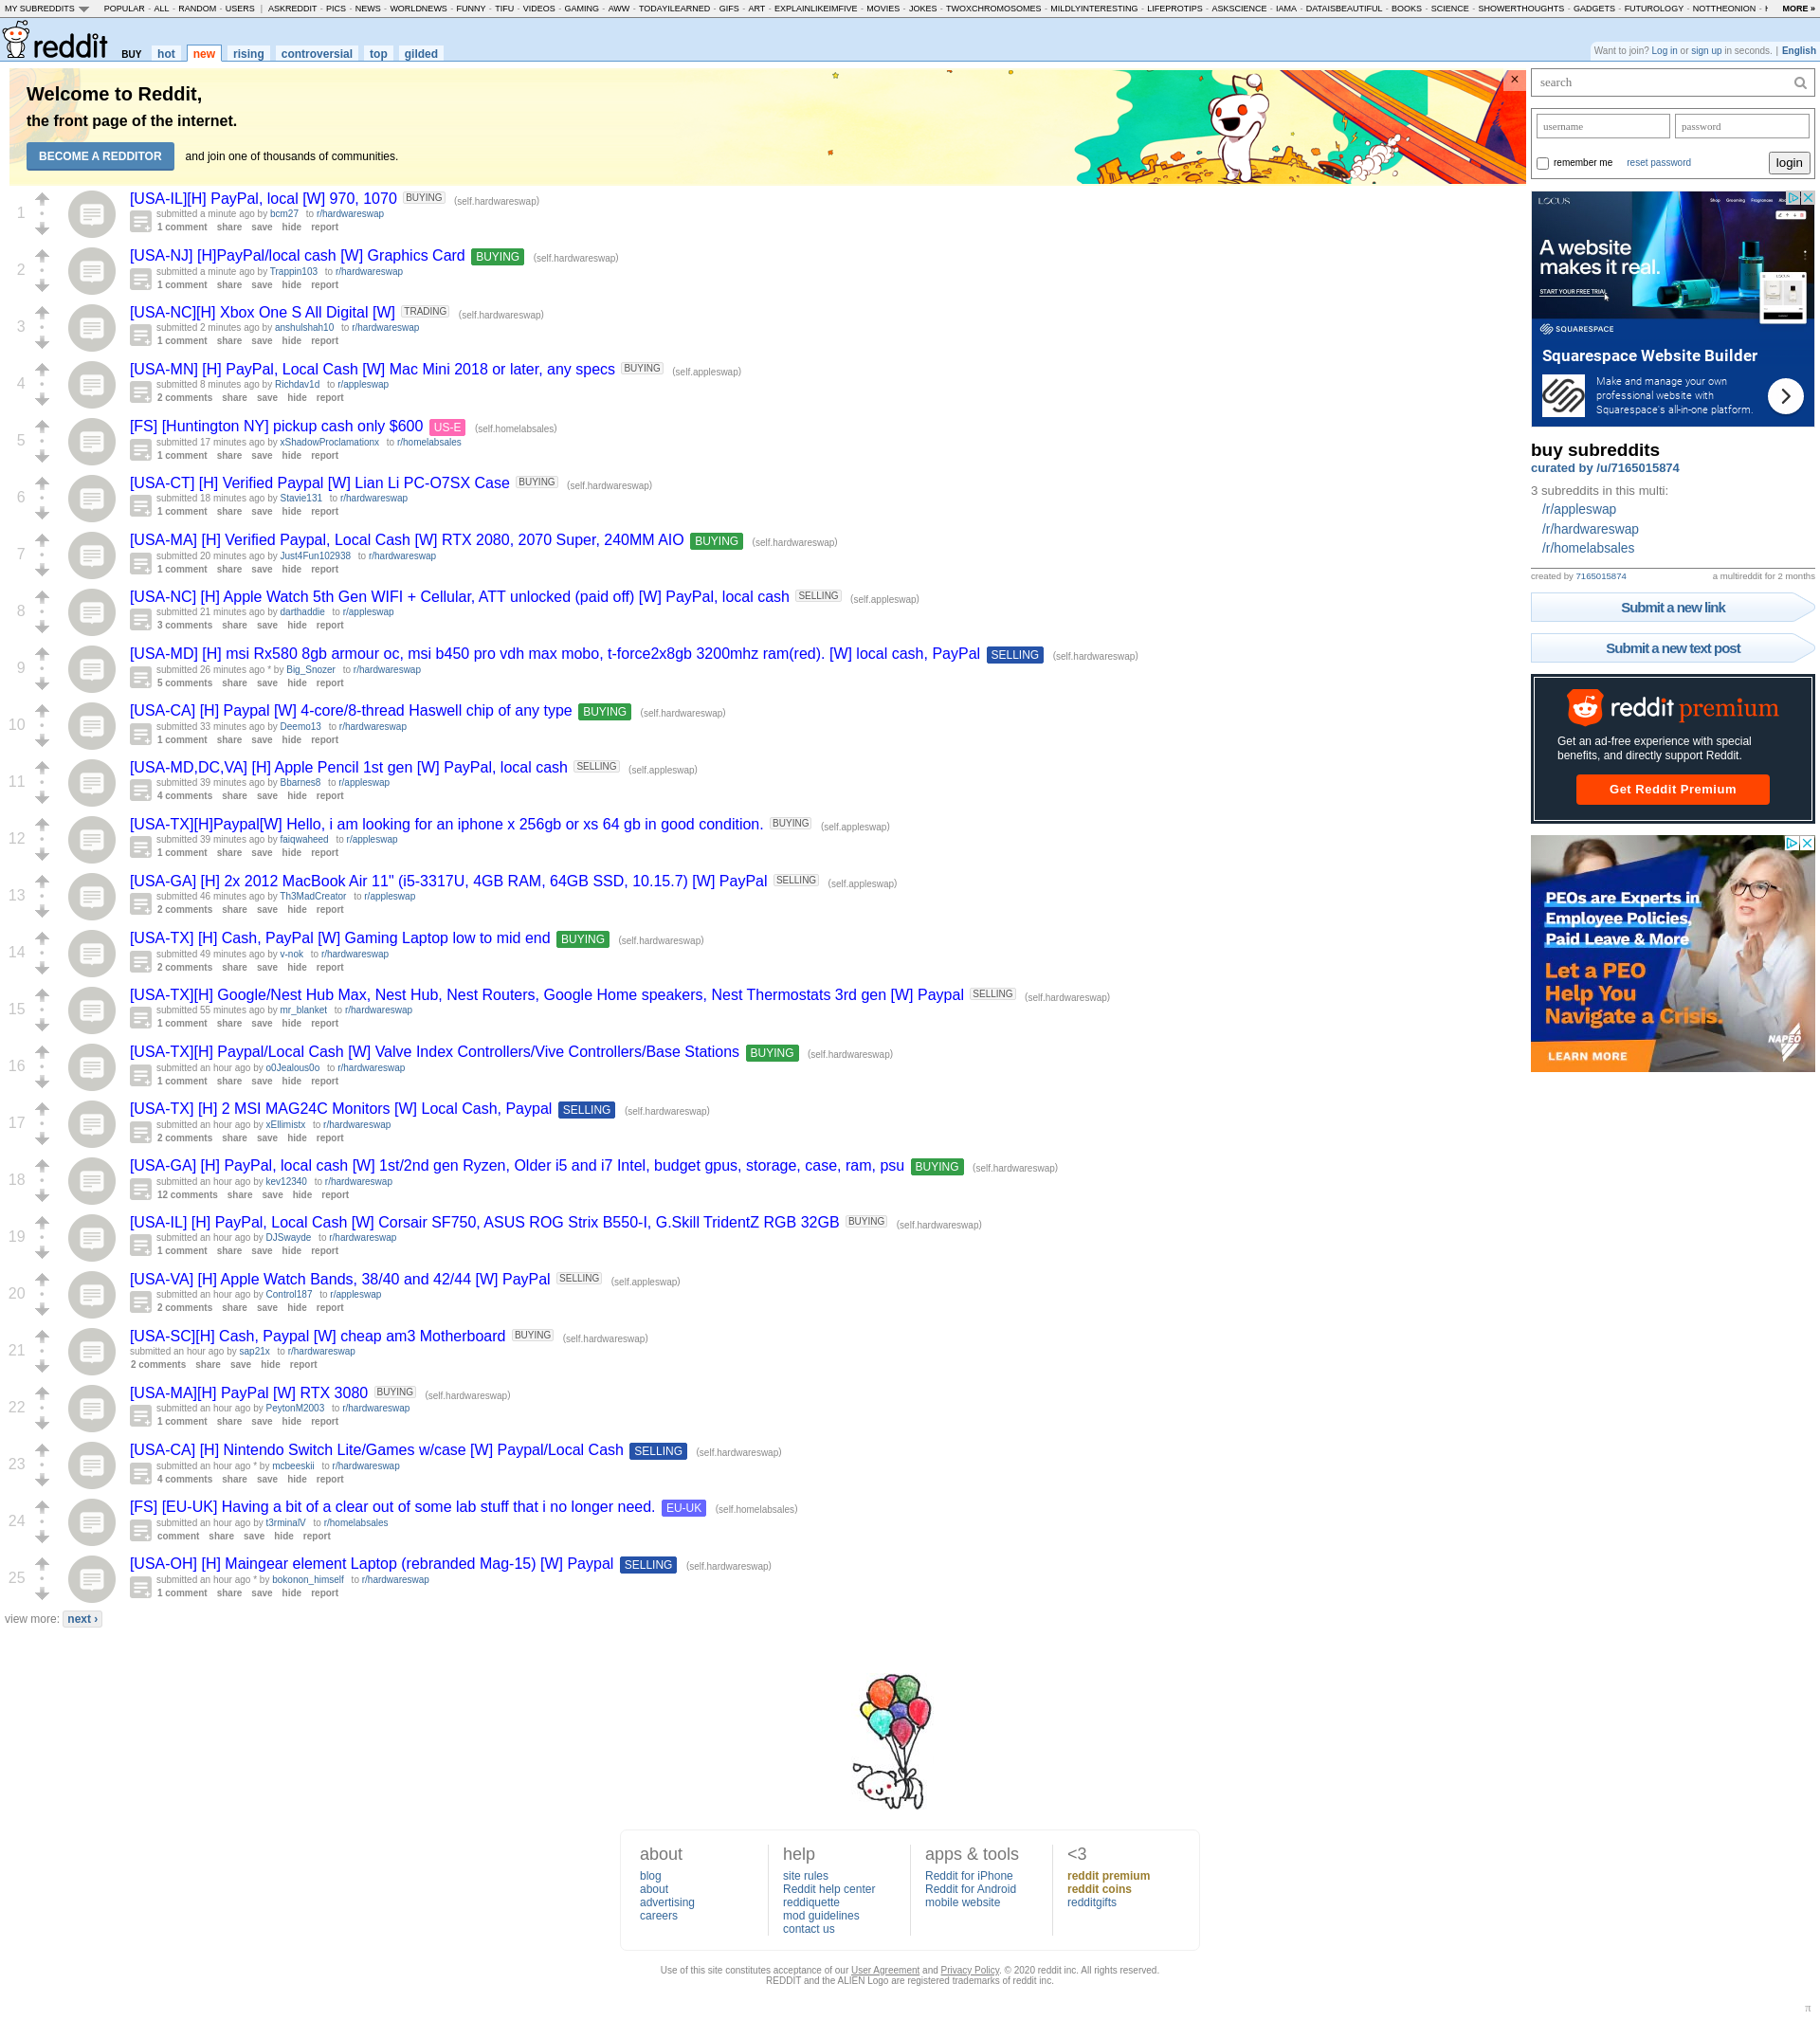 MY SUBREDDITS POPULAR - ALL - RANDOM - USERS | ASKREDDIT - PICS - NEWS - WORLDNEWS - FUNNY - TIFU - VIDEOS - GAMING - AWW - TODAYILEARNED - GIFS - ART - EXPLAINLIKEIMFIVE - MOVIES - JOKES - TWOXCHROMOSOMES - MILDLYINTERESTING - LIFEPROTIPS - ASKSCIENCE - IAMA - DATAISBEAUTIFUL - BOOKS - SCIENCE - SHOWERTHOUGHTS - GADGETS - FUTUROLOGY - NOTTHEONION - MORE »
reddit BUY hot new rising controversial top gilded
Want to join? Log in or sign up in seconds. | English
Welcome to Reddit,
the front page of the internet.
BECOME A REDDITOR and join one of thousands of communities.
×
1
[USA-IL][H] PayPal, local [W] 970, 1070 BUYING (self.hardwareswap)
submitted a minute ago by bcm27 to r/hardwareswap
1 comment share save hide report
2
[USA-NJ] [H]PayPal/local cash [W] Graphics Card BUYING (self.hardwareswap)
submitted a minute ago by Trappin103 to r/hardwareswap
1 comment share save hide report
3
[USA-NC][H] Xbox One S All Digital [W] TRADING (self.hardwareswap)
submitted 2 minutes ago by anshulshah10 to r/hardwareswap
1 comment share save hide report
4
[USA-MN] [H] PayPal, Local Cash [W] Mac Mini 2018 or later, any specs BUYING (self.appleswap)
submitted 8 minutes ago by Richdav1d to r/appleswap
2 comments share save hide report
5
[FS] [Huntington NY] pickup cash only $600 US-E (self.homelabsales)
submitted 17 minutes ago by xShadowProclamationx to r/homelabsales
1 comment share save hide report
6
[USA-CT] [H] Verified Paypal [W] Lian Li PC-O7SX Case BUYING (self.hardwareswap)
submitted 18 minutes ago by Stavie131 to r/hardwareswap
1 comment share save hide report
7
[USA-MA] [H] Verified Paypal, Local Cash [W] RTX 2080, 2070 Super, 240MM AIO BUYING (self.hardwareswap)
submitted 20 minutes ago by Just4Fun102938 to r/hardwareswap
1 comment share save hide report
8
[USA-NC] [H] Apple Watch 5th Gen WIFI + Cellular, ATT unlocked (paid off) [W] PayPal, local cash SELLING (self.appleswap)
submitted 21 minutes ago by darthaddie to r/appleswap
3 comments share save hide report
9
[USA-MD] [H] msi Rx580 8gb armour oc, msi b450 pro vdh max mobo, t-force2x8gb 3200mhz ram(red). [W] local cash, PayPal SELLING (self.hardwareswap)
submitted 26 minutes ago * by Big_Snozer to r/hardwareswap
5 comments share save hide report
10
[USA-CA] [H] Paypal [W] 4-core/8-thread Haswell chip of any type BUYING (self.hardwareswap)
submitted 33 minutes ago by Deemo13 to r/hardwareswap
1 comment share save hide report
11
[USA-MD,DC,VA] [H] Apple Pencil 1st gen [W] PayPal, local cash SELLING (self.appleswap)
submitted 39 minutes ago by Bbarnes8 to r/appleswap
4 comments share save hide report
12
[USA-TX][H]Paypal[W] Hello, i am looking for an iphone x 256gb or xs 64 gb in good condition. BUYING (self.appleswap)
submitted 39 minutes ago by faiqwaheed to r/appleswap
1 comment share save hide report
13
[USA-GA] [H] 2x 2012 MacBook Air 11" (i5-3317U, 4GB RAM, 64GB SSD, 10.15.7) [W] PayPal SELLING (self.appleswap)
submitted 46 minutes ago by Th3MadCreator to r/appleswap
2 comments share save hide report
14
[USA-TX] [H] Cash, PayPal [W] Gaming Laptop low to mid end BUYING (self.hardwareswap)
submitted 49 minutes ago by v-nok to r/hardwareswap
2 comments share save hide report
15
[USA-TX][H] Google/Nest Hub Max, Nest Hub, Nest Routers, Google Home speakers, Nest Thermostats 3rd gen [W] Paypal SELLING (self.hardwareswap)
submitted 55 minutes ago by mr_blanket to r/hardwareswap
1 comment share save hide report
16
[USA-TX][H] Paypal/Local Cash [W] Valve Index Controllers/Vive Controllers/Base Stations BUYING (self.hardwareswap)
submitted an hour ago by o0Jealous0o to r/hardwareswap
1 comment share save hide report
17
[USA-TX] [H] 2 MSI MAG24C Monitors [W] Local Cash, Paypal SELLING (self.hardwareswap)
submitted an hour ago by xEllimistx to r/hardwareswap
2 comments share save hide report
18
[USA-GA] [H] PayPal, local cash [W] 1st/2nd gen Ryzen, Older i5 and i7 Intel, budget gpus, storage, case, ram, psu BUYING (self.hardwareswap)
submitted an hour ago by kev12340 to r/hardwareswap
12 comments share save hide report
19
[USA-IL] [H] PayPal, Local Cash [W] Corsair SF750, ASUS ROG Strix B550-I, G.Skill TridentZ RGB 32GB BUYING (self.hardwareswap)
submitted an hour ago by DJSwayde to r/hardwareswap
1 comment share save hide report
20
[USA-VA] [H] Apple Watch Bands, 38/40 and 42/44 [W] PayPal SELLING (self.appleswap)
submitted an hour ago by Control187 to r/appleswap
2 comments share save hide report
21
[USA-SC][H] Cash, Paypal [W] cheap am3 Motherboard BUYING (self.hardwareswap)
submitted an hour ago by sap21x to r/hardwareswap
2 comments share save hide report
22
[USA-MA][H] PayPal [W] RTX 3080 BUYING (self.hardwareswap)
submitted an hour ago by PeytonM2003 to r/hardwareswap
1 comment share save hide report
23
[USA-CA] [H] Nintendo Switch Lite/Games w/case [W] Paypal/Local Cash SELLING (self.hardwareswap)
submitted an hour ago * by mcbeeskii to r/hardwareswap
4 comments share save hide report
24
[FS] [EU-UK] Having a bit of a clear out of some lab stuff that i no longer need. EU-UK (self.homelabsales)
submitted an hour ago by t3rminalV to r/homelabsales
comment share save hide report
25
[USA-OH] [H] Maingear element Laptop (rebranded Mag-15) [W] Paypal SELLING (self.hardwareswap)
submitted an hour ago * by bokonon_himself to r/hardwareswap
1 comment share save hide report
view more: next ›
search
username password
remember me reset password login
LOCUS
A website
makes it real.
START YOUR FREE TRIAL
SQUARESPACE
Squarespace Website Builder
Make and manage your own
professional website with
Squarespace's all-in-one platform.
buy subreddits
curated by /u/7165015874
3 subreddits in this multi:
/r/appleswap
/r/hardwareswap
/r/homelabsales
created by 7165015874 a multireddit for 2 months
Submit a new link
Submit a new text post
reddit premium
Get an ad-free experience with special
benefits, and directly support Reddit.
Get Reddit Premium
PEOs are Experts in
Employee Policies,
Paid Leave & More
Let a PEO
Help You
Navigate a Crisis.
NAPEO
LEARN MORE
about
blog
about
advertising
careers
help
site rules
Reddit help center
reddiquette
mod guidelines
contact us
apps & tools
Reddit for iPhone
Reddit for Android
mobile website
<3
reddit premium
reddit coins
redditgifts
Use of this site constitutes acceptance of our User Agreement and Privacy Policy. © 2020 reddit inc. All rights reserved.
REDDIT and the ALIEN Logo are registered trademarks of reddit inc.
π